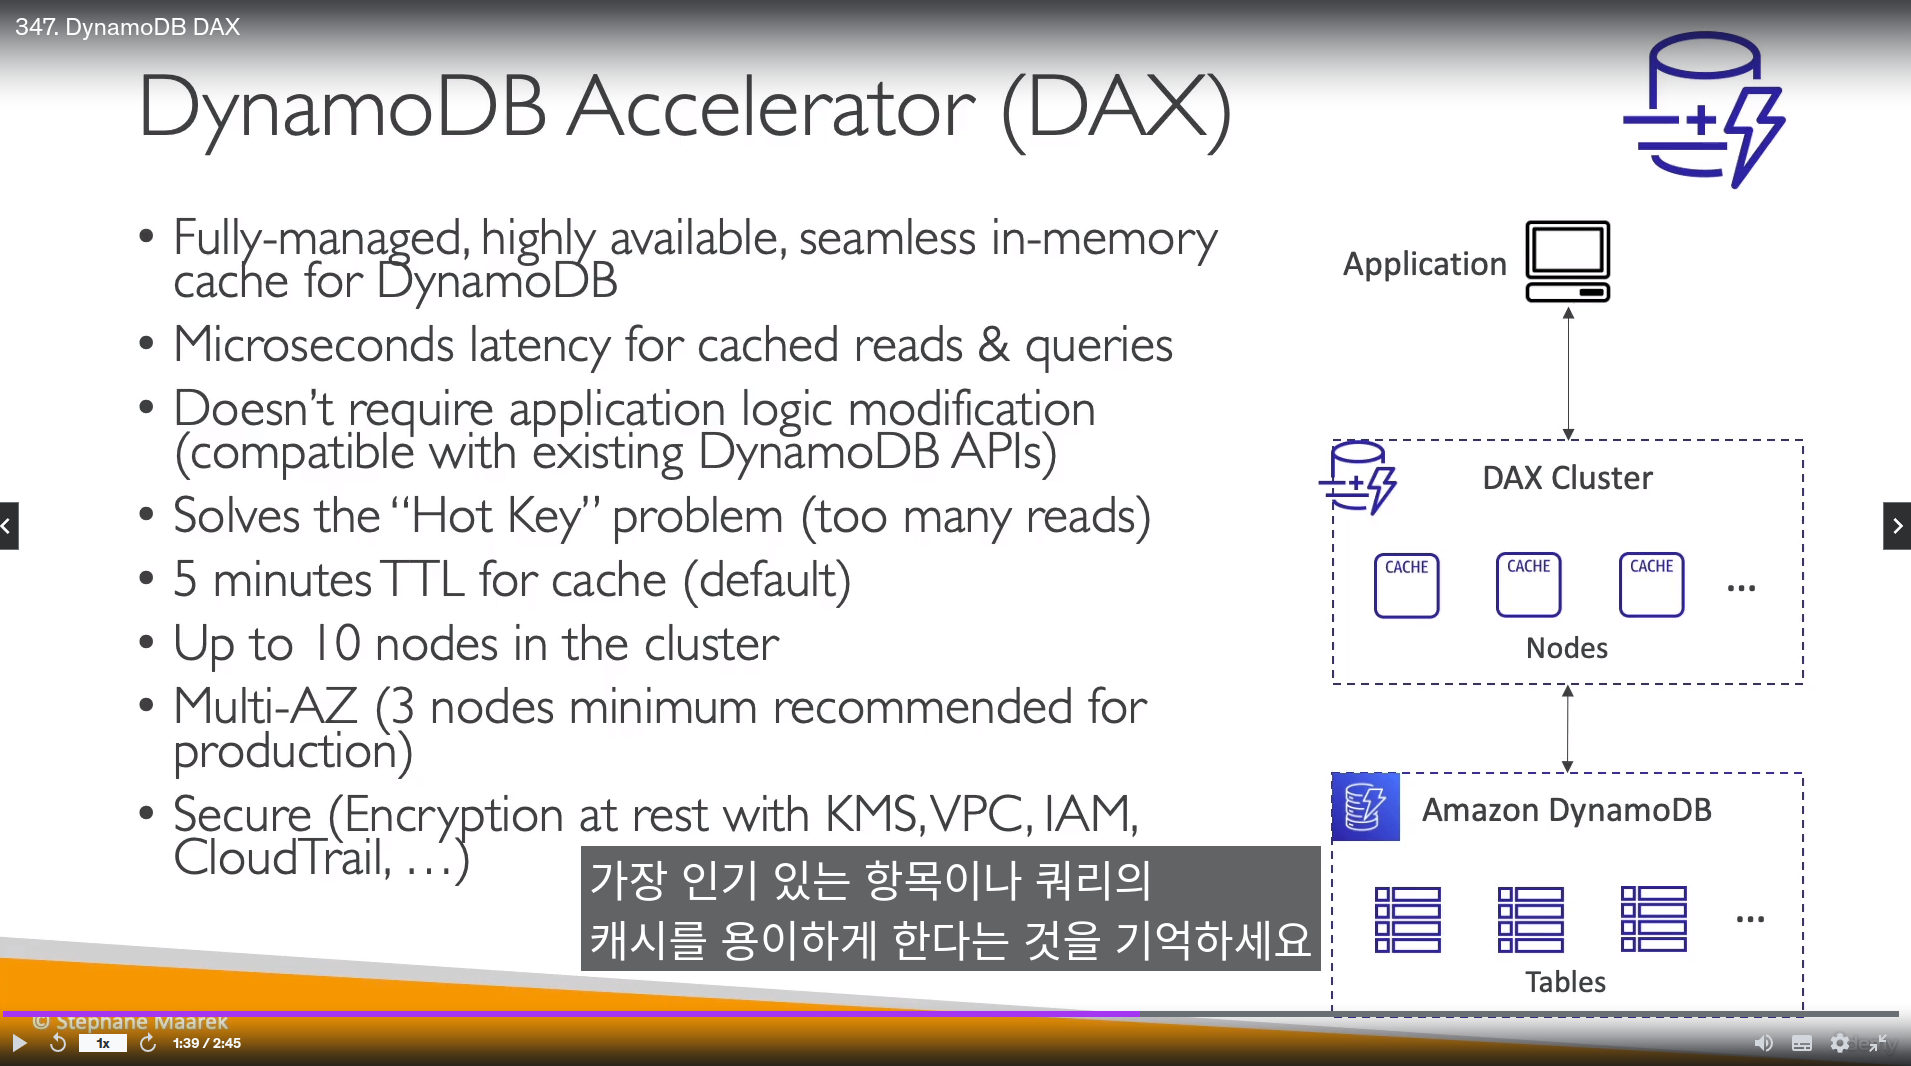 347. DynamoDB DAX
DynamoDB Accelerator (DAX)
• Fully-managed, highly available, seamless in-memory
cache for DynamoDB
• Microseconds latency for cached reads & queries
• Doesn’t require application logic modification
(compatible with existing DynamoDB APIs)
• Solves the “Hot Key” problem (too many reads)
• 5 minutes TTL for cache (default)
• Up to 10 nodes in the cluster
• Multi-AZ (3 nodes minimum recommended for
production)
• Secure (Encryption at rest with KMS, VPC, IAM,
CloudTrail, …)
Application
DAX Cluster
CACHE CACHE CACHE
...
Nodes
Amazon DynamoDB
...
Tables
가장 인기 있는 항목이나 쿼리의
캐시를 용이하게 한다는 것을 기억하세요
© Stephane Maarek
1x
1:39 / 2:45